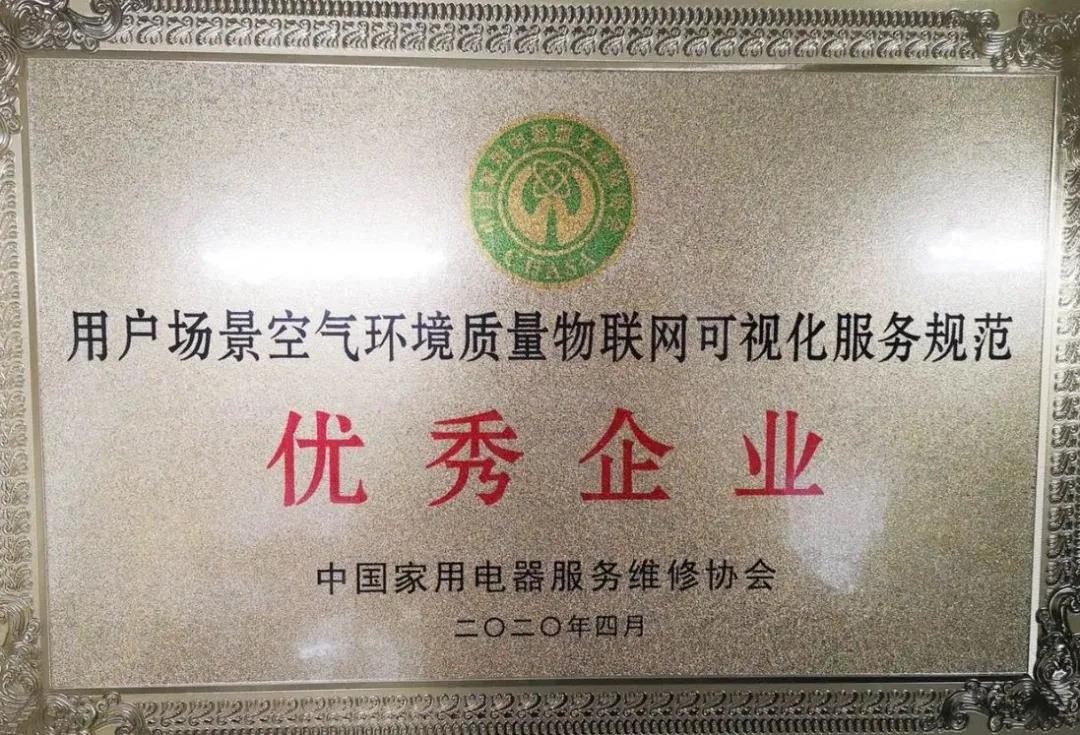 CHASA
用户场景空气环境质量物联网可视化服务规范
优秀企业
中国家用电器服务维修协会
二〇二〇年四月